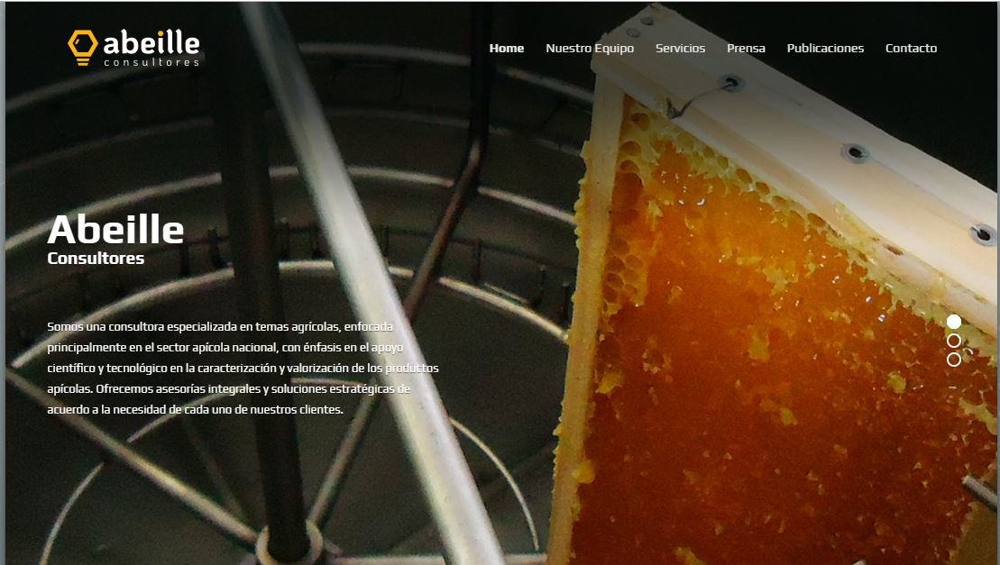 abeille
consultores
Home Nuestro Equipo Servicios Prensa Publicaciones Contacto
Abeille
Consultores
Somos una consultora especializada en temas agrícolas, enfocada
principalmente en el sector apícola nacional, con énfasis en el apoyo
científico y tecnológico en la caracterización y valorización de los productos
apícolas. Ofrecemos asesorías integrales y soluciones estratégicas de
acuerdo a la necesidad de cada uno de nuestros clientes.